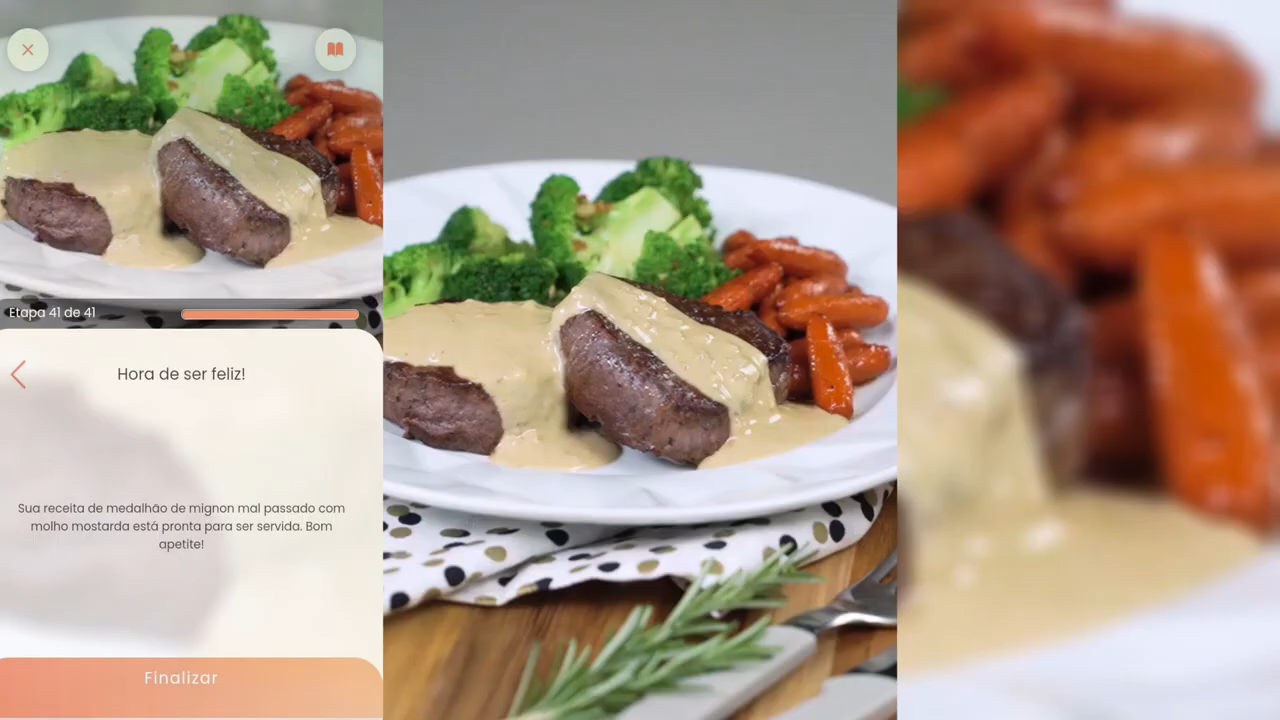 Etapa 41 de 41
Hora de ser feliz!
Sua receita de medalhão de mignon mal passado com
molho mostarda está pronta para ser servida. Bom
apetite!
Finalizar